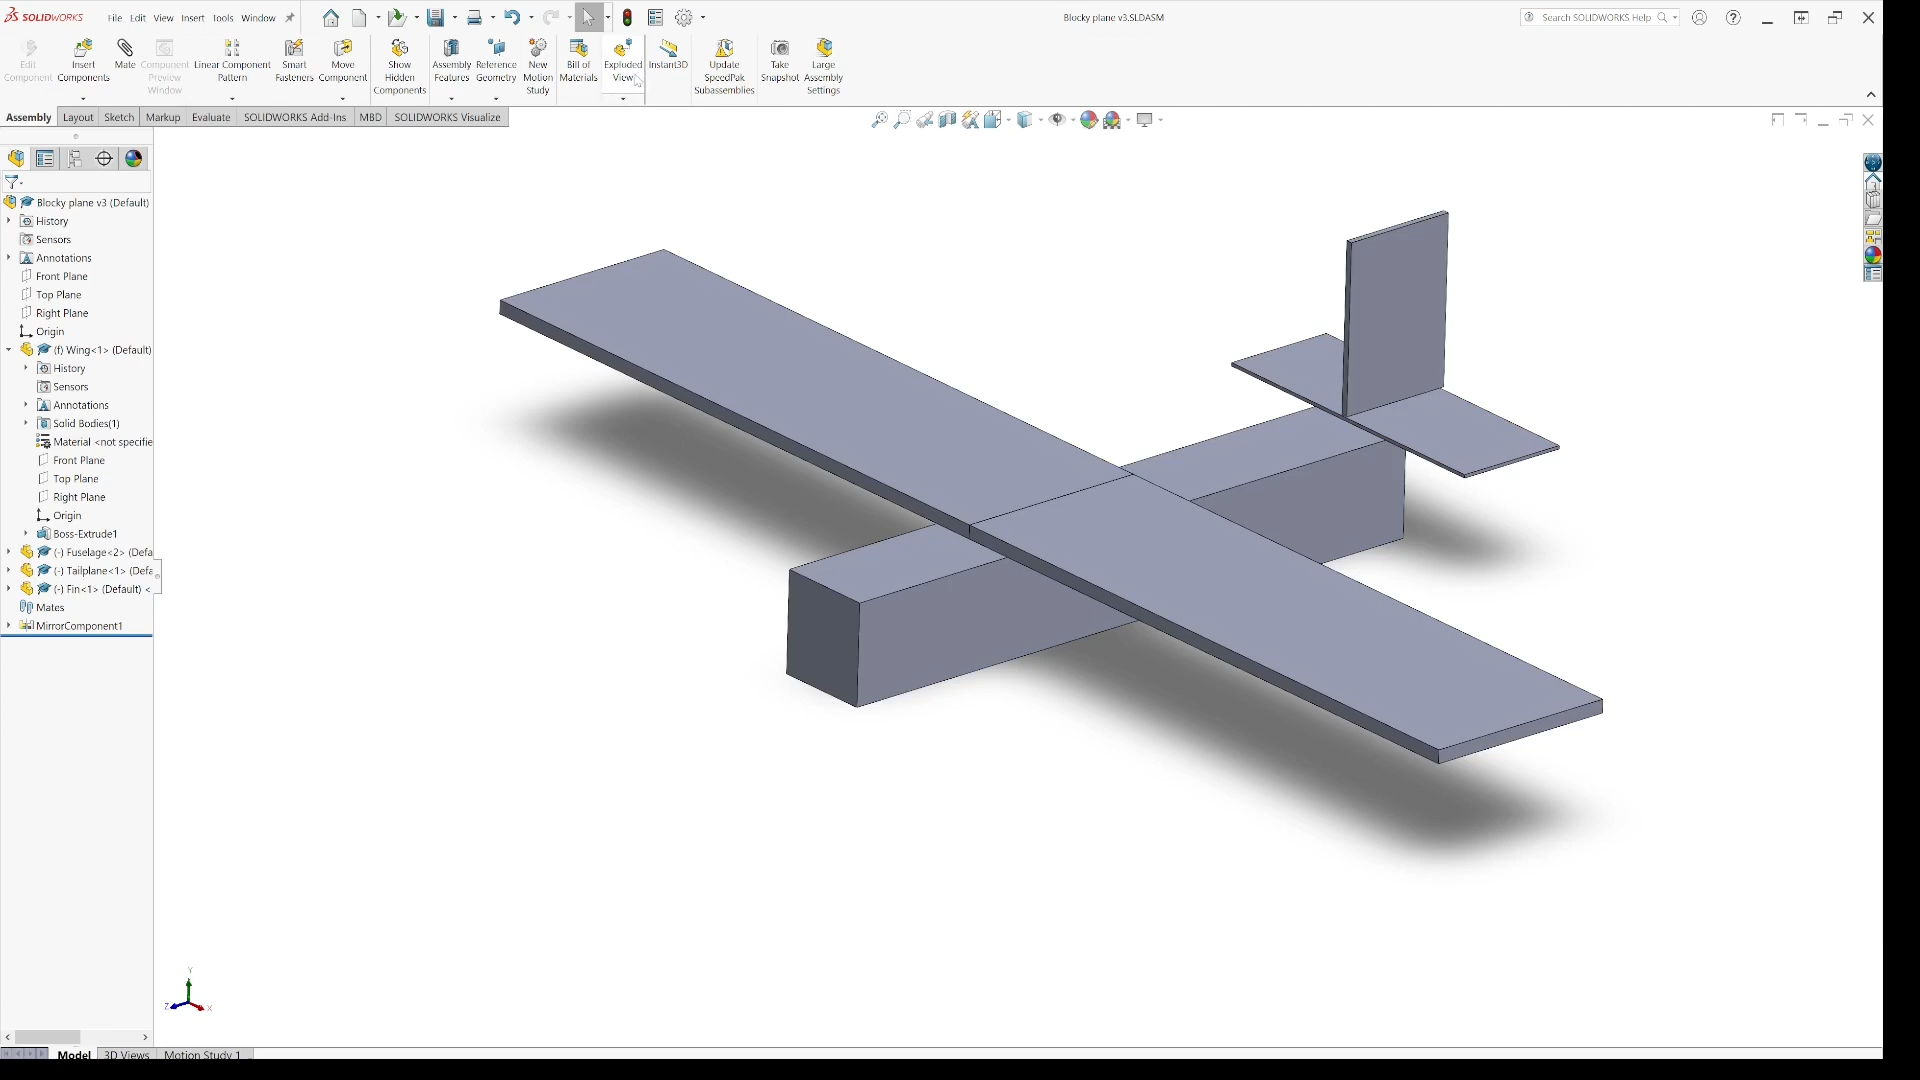 SOLIDWORKS File Edit View Insert Tools Window
Blocky plane v3.SLDASM
Search SOLIDWORKS Help
Edit Component
Insert Components
Mate
Component Preview Window
Linear Component Pattern
Smart Fasteners
Move Component
Show Hidden Components
Assembly Features
Reference Geometry
New Motion Study
Bill of Materials
Exploded View
Instant3D
Update SpeedPak Subassemblies
Take Snapshot
Large Assembly Settings
Assembly Layout Sketch Markup Evaluate SOLIDWORKS Add-Ins MBD SOLIDWORKS Visualize
Blocky plane v3 (Default)
History
Sensors
Annotations
Front Plane
Top Plane
Right Plane
Origin
(f) Wing<1> (Default)
History
Sensors
Annotations
Solid Bodies(1)
Material <not specifie
Front Plane
Top Plane
Right Plane
Origin
Boss-Extrude1
(-) Fuselage<2> (Defa
(-) Tailplane<1> (Defa
(-) Fin<1> (Default) <
Mates
MirrorComponent1
Y
Z
X
Model 3D Views Motion Study 1